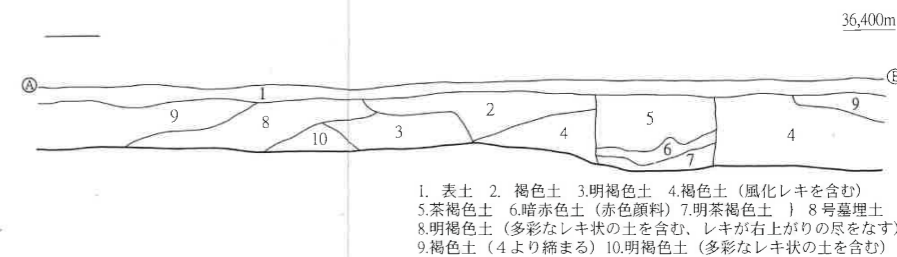 36,400m
Ⓐ
Ⓑ
1
2
9
9
8
5
10
3
4
4
6
7
1. 表土 2. 褐色土 3.明褐色土 4.褐色土（風化レキを含む）
5.茶褐色土 6.暗赤色土（赤色顔料）7.明茶褐色土 } 8号墓埋土
8.明褐色土（多彩なレキ状の土を含む、レキが右上がりの尽をなす）
9.褐色土（4より締まる）10.明褐色土（多彩なレキ状の土を含む）